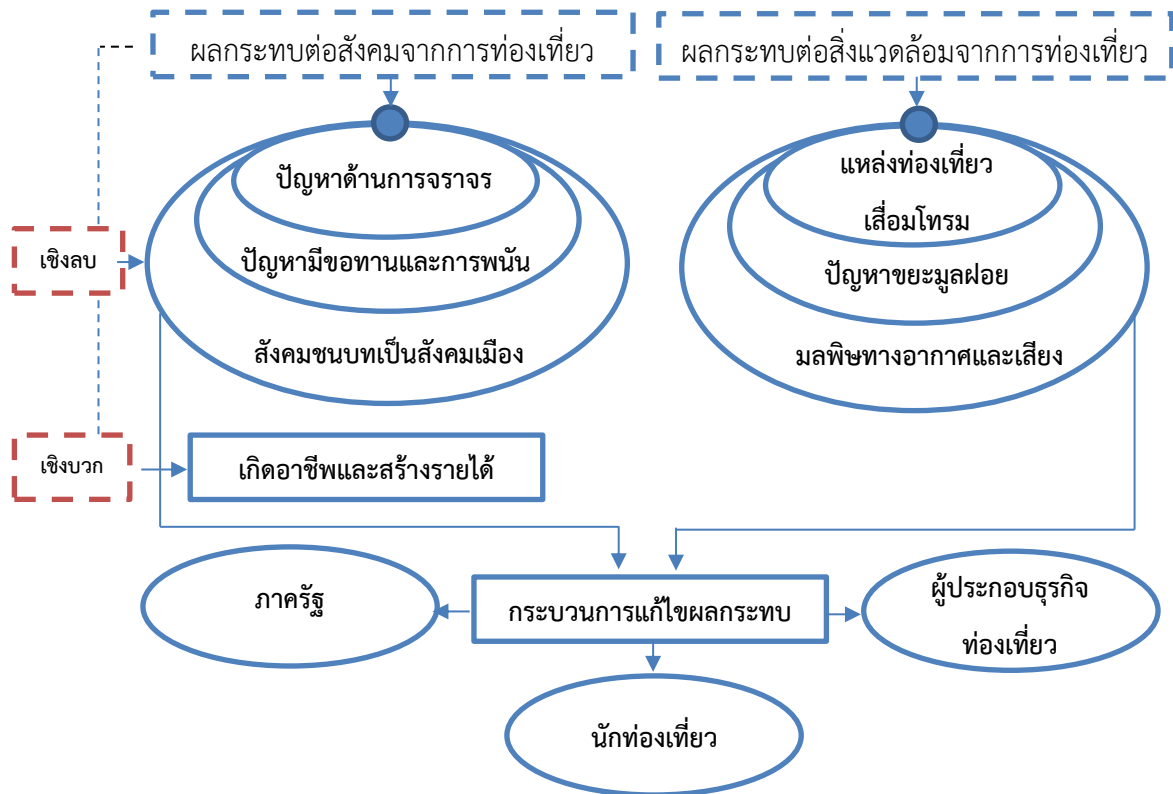 ผลกระทบต่อสังคมจากการท่องเที่ยว
ผลกระทบต่อสิ่งแวดล้อมจากการท่องเที่ยว
ปัญหาด้านการจราจร
แหล่งท่องเที่ยว
เสื่อมโทรม
เชิงลบ
ปัญหามีขอทานและการพนัน
ปัญหาขยะมูลฝอย
สังคมชนบทเป็นสังคมเมือง
มลพิษทางอากาศและเสียง
เชิงบวก
เกิดอาชีพและสร้างรายได้
ภาครัฐ
กระบวนการแก้ไขผลกระทบ
ผู้ประกอบธุรกิจ
ท่องเที่ยว
นักท่องเที่ยว